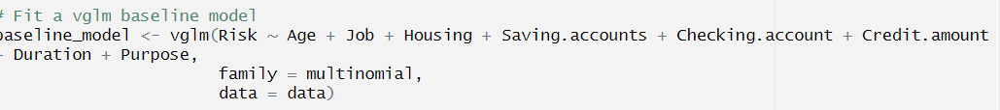 # Fit a vglm baseline model
baseline_model <- vglm(Risk ~ Age + Job + Housing + Saving.accounts + Checking.account + Credit.amount
+ Duration + Purpose,
family = multinomial,
data = data)